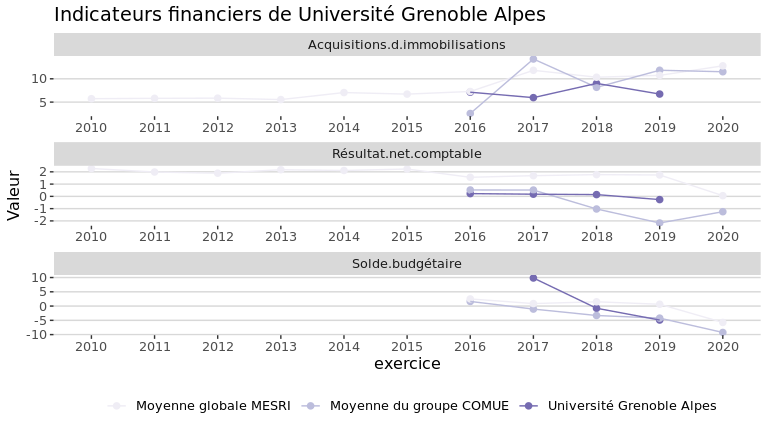 Indicateurs financiers de Université Grenoble Alpes
Acquisitions.d.immobilisations
10
5
2010 2011 2012 2013 2014 2015 2016 2017 2018 2019 2020
Résultat.net.comptable
2
1
0
-1
-2
2010 2011 2012 2013 2014 2015 2016 2017 2018 2019 2020
Valeur
Solde.budgétaire
10
5
0
-5
-10
2010 2011 2012 2013 2014 2015 2016 2017 2018 2019 2020
exercice
Moyenne globale MESRI Moyenne du groupe COMUE Université Grenoble Alpes